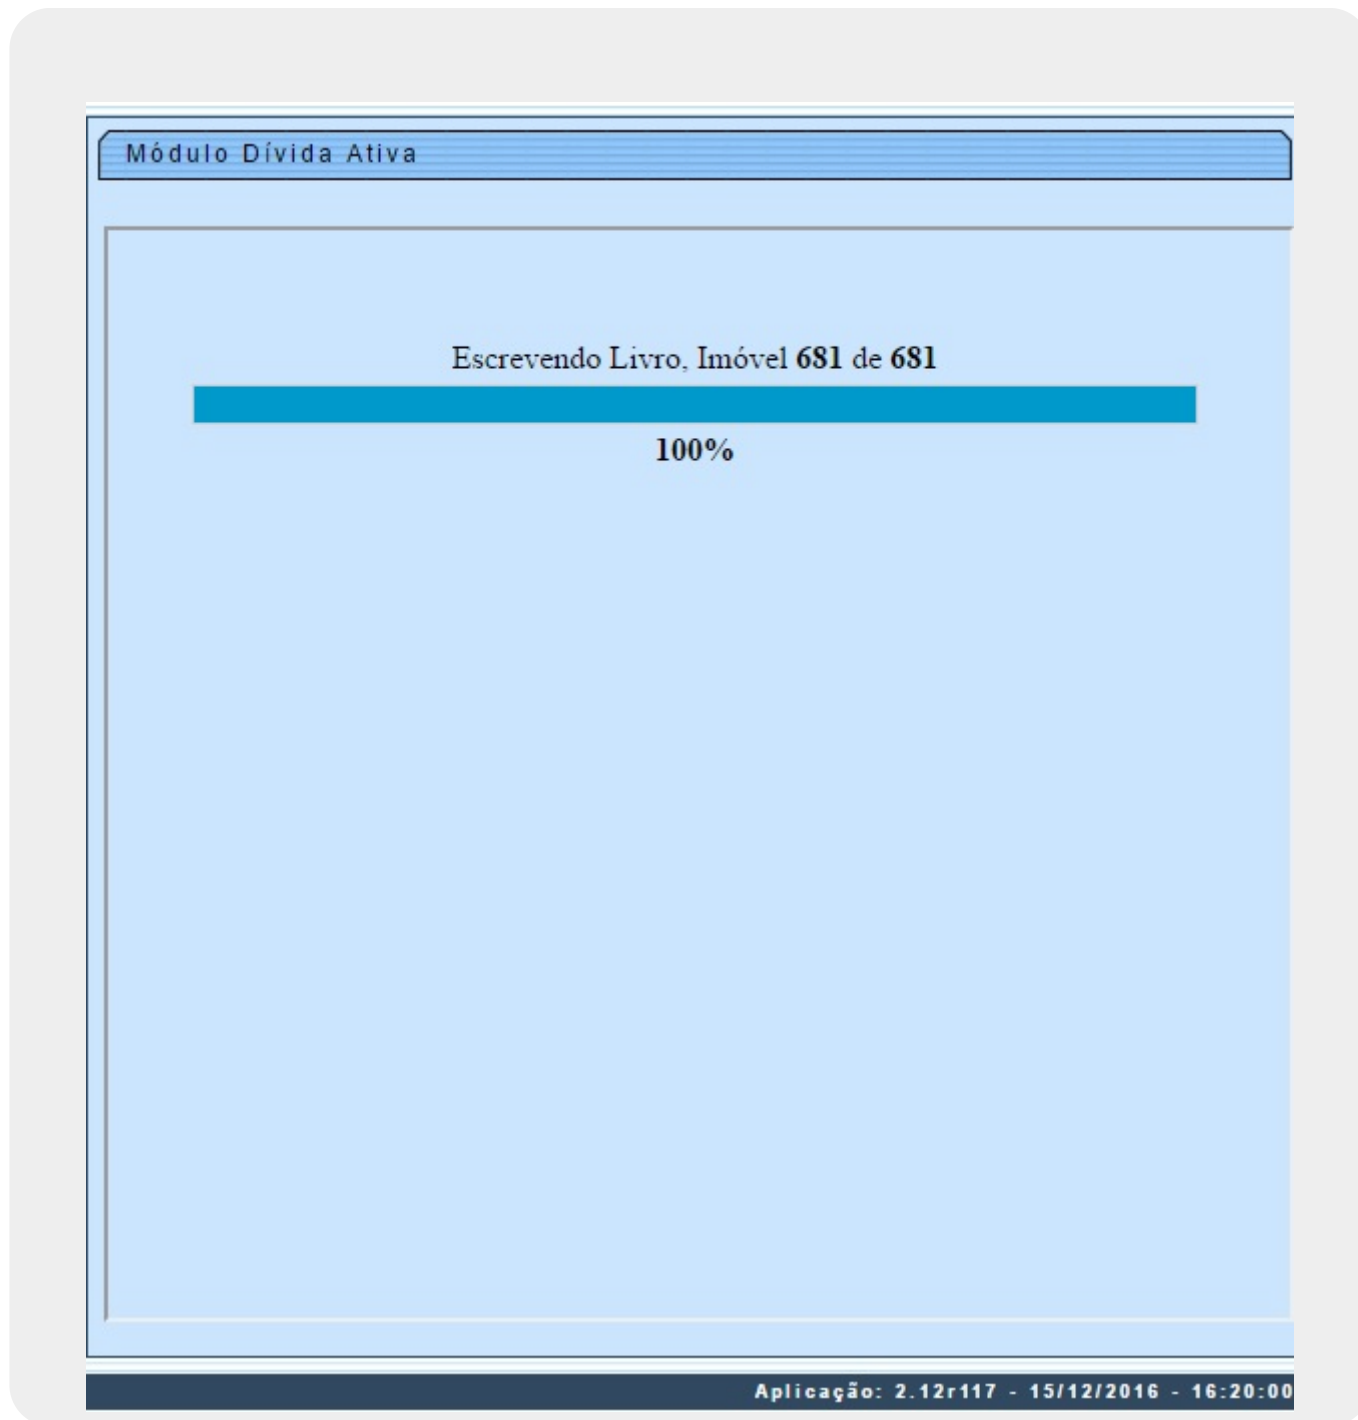 Módulo Dívida Ativa
Escrevendo Livro, Imóvel 681 de 681
100%
Aplicação: 2.12r117 - 15/12/2016 - 16:20:00